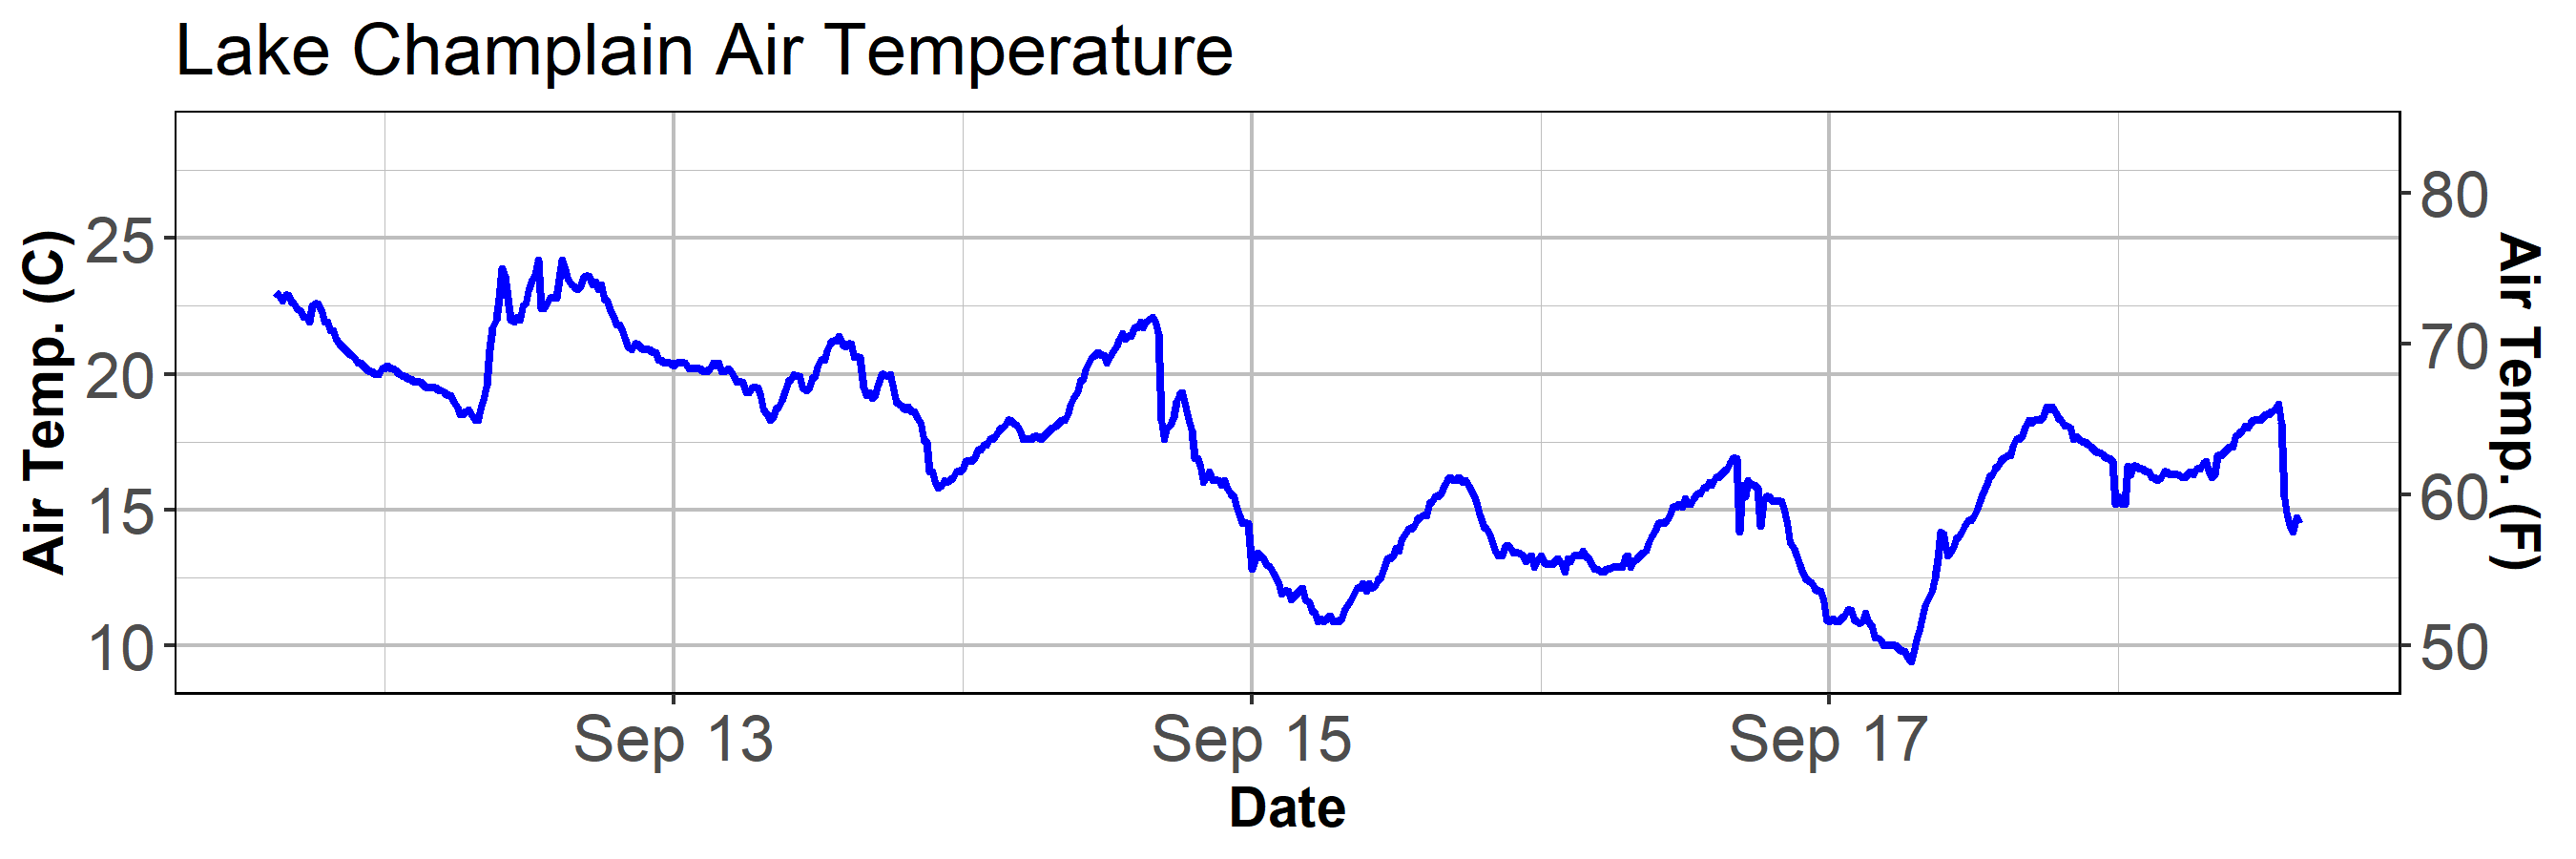 Lake Champlain Air Temperature
Air Temp. (C)
25
20
15
10
80
70
60
50
Air Temp. (F)
Sep 13
Sep 15
Sep 17
Date